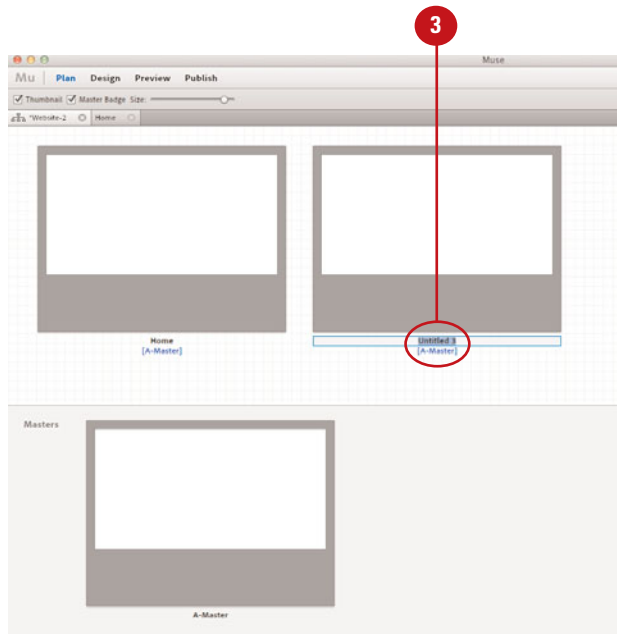 3
Muse
Mu Plan Design Preview Publish
Thumbnail Master Badge Size:
*Website-2 Home
Home
[A-Master]
Untitled 3
[A-Master]
Masters
A-Master